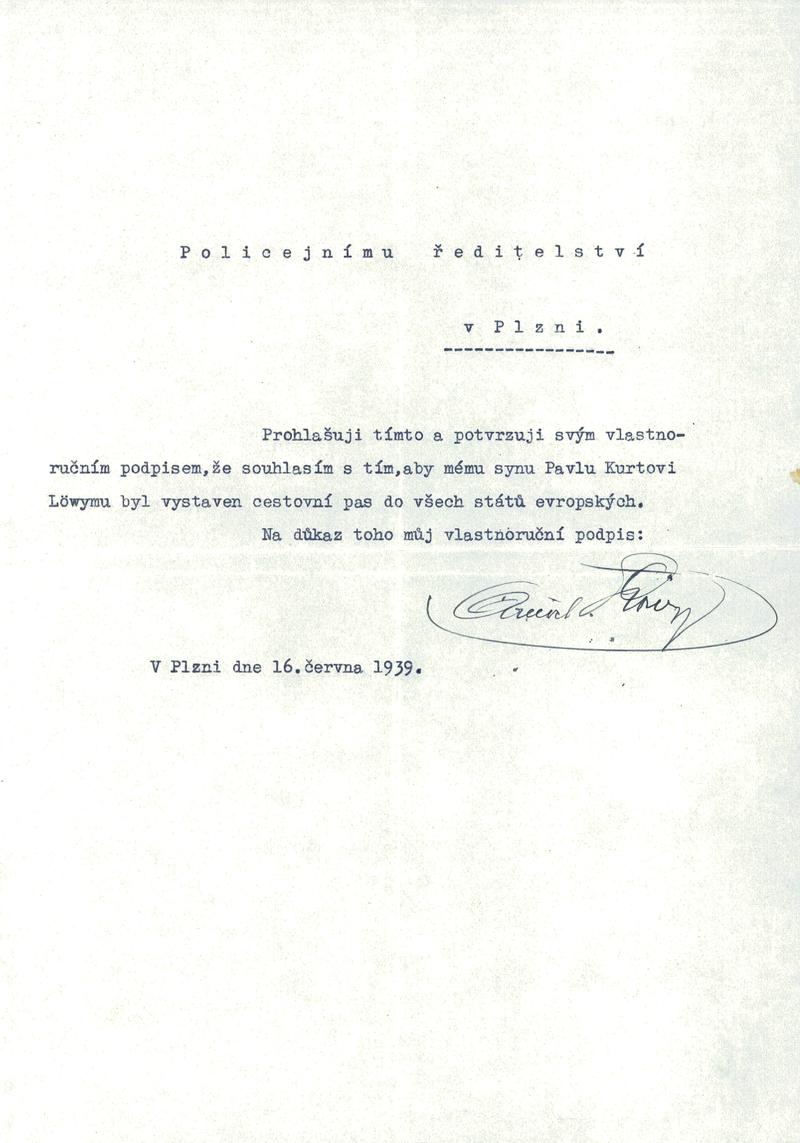 Policejnímu ředitelství
v Plzni.
Prohlašuji tímto a potvrzuji svým vlastno-
ručním podpisem,že souhlasím s tím,aby mému synu Pavlu Kurtovi
Löwymu byl vystaven cestovní pas do všech států evropských.
Na důkaz toho můj vlastnoruční podpis:
V Plzni dne 16.června 1939.